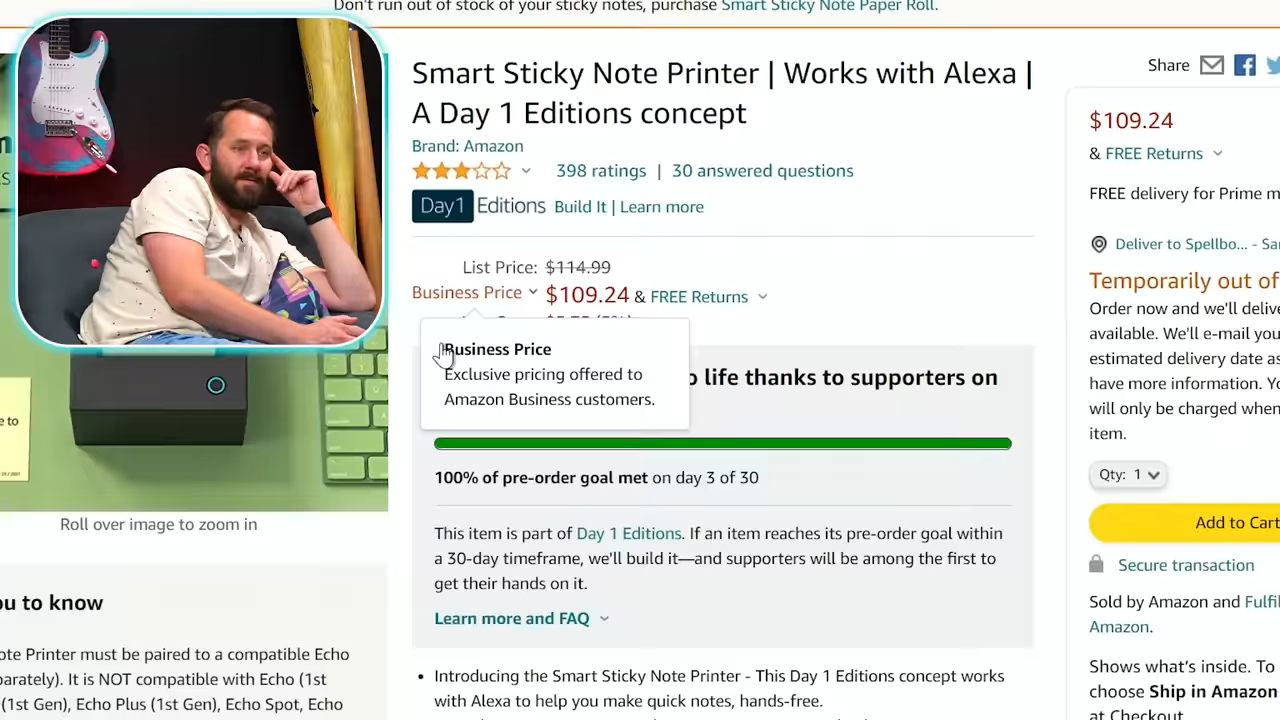 Don't run out of stock of your sticky notes, purchase Smart Sticky Note Paper Roll.
Smart Sticky Note Printer | Works with Alexa |
A Day 1 Editions concept
Brand: Amazon
398 ratings | 30 answered questions
Day1 Editions Build It | Learn more
List Price: $114.99
Business Price $109.24 & FREE Returns
Business Price
Exclusive pricing offered to
Amazon Business customers.
life thanks to supporters on
100% of pre-order goal met on day 3 of 30
This item is part of Day 1 Editions. If an item reaches its pre-order goal within
a 30-day timeframe, we'll build it—and supporters will be among the first to
get their hands on it.
Learn more and FAQ
• Introducing the Smart Sticky Note Printer - This Day 1 Editions concept works
with Alexa to help you make quick notes, hands-free.
Share
$109.24
& FREE Returns
FREE delivery for Prime m
Deliver to Spellbo... - Sa
Temporarily out of
Order now and we'll delive
available. We'll e-mail you
estimated delivery date as
have more information. Yo
will only be charged when
item.
Qty: 1
Add to Cart
Secure transaction
Sold by Amazon and Fulfi
Amazon.
Shows what's inside. To
choose Ship in Amazon
at Checkout
e to
Roll over image to zoom in
ou to know
ote Printer must be paired to a compatible Echo
parately). It is NOT compatible with Echo (1st
(1st Gen), Echo Plus (1st Gen), Echo Spot, Echo